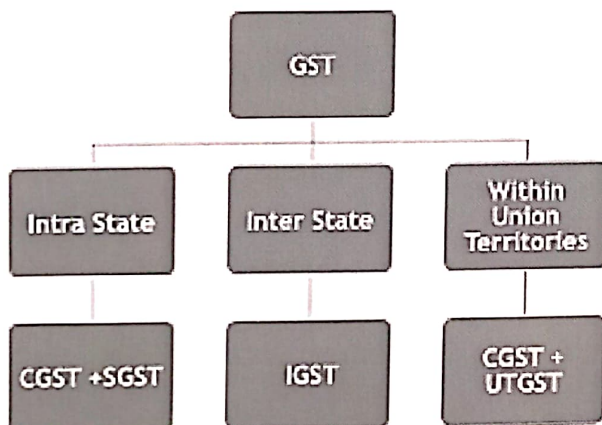 GST
Intra State
Inter State
Within
Union
Territories
CGST +SGST
IGST
CGST +
UTGST